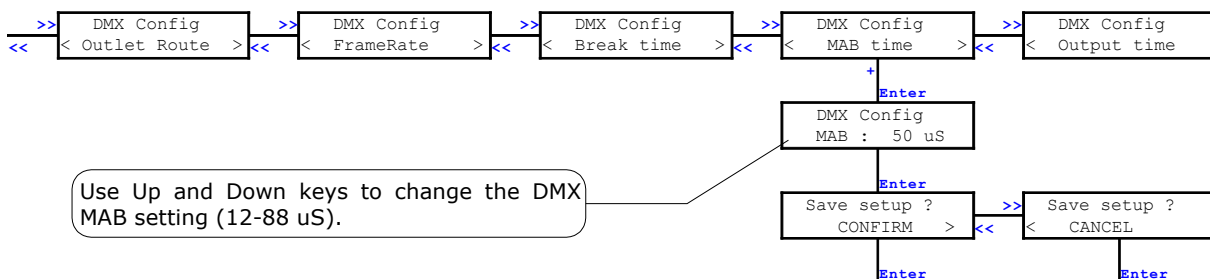 >> DMX Config >> DMX Config >> DMX Config >> DMX Config >> DMX Config
<< < Outlet Route > << < FrameRate > << < Break time > << < MAB time > << < Output time
+
Enter
DMX Config
MAB : 50 uS
Use Up and Down keys to change the DMX
MAB setting (12-88 uS).
Enter
Save setup ? >> Save setup ?
CONFIRM > << < CANCEL
Enter Enter